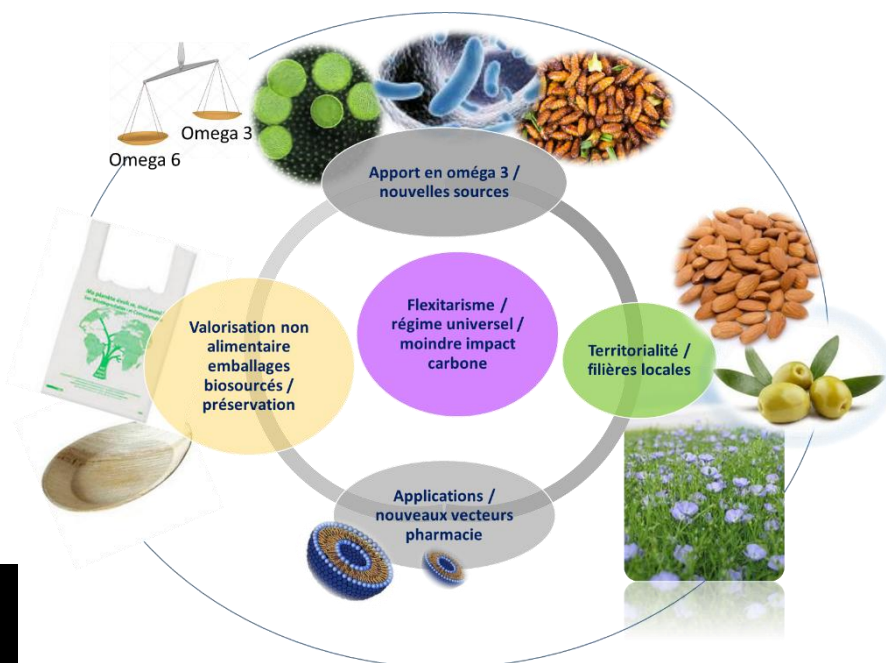 Omega 3
Omega 6
Apport en oméga 3 /
nouvelles sources
Flexitarisme /
régime universel /
moindre impact
carbone
Valorisation non
alimentaire
emballages
biosourcés /
préservation
Territorialité /
filières locales
Applications /
nouveaux vecteurs
pharmacie